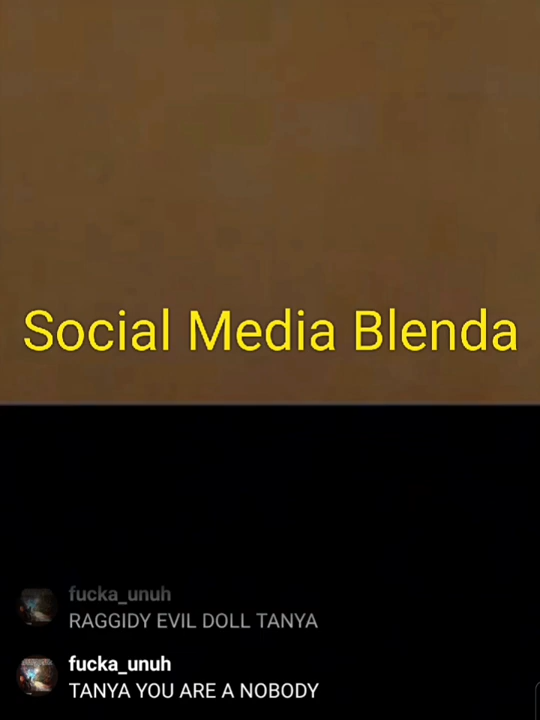 Social Media Blenda
fucka_unuh
RAGGIDY EVIL DOLL TANYA
fucka_unuh
TANYA YOU ARE A NOBODY